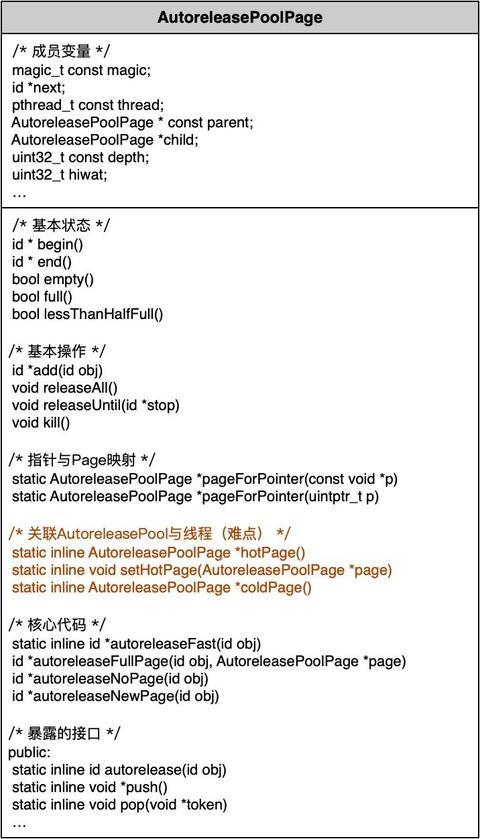 AutoreleasePoolPage
/* 成员变量 */
magic_t const magic;
id *next;
pthread_t const thread;
AutoreleasePoolPage * const parent;
AutoreleasePoolPage *child;
uint32_t const depth;
uint32_t hiwat;
…
/* 基本状态 */
id * begin()
id * end()
bool empty()
bool full()
bool lessThanHalfFull()
/* 基本操作 */
id *add(id obj)
void releaseAll()
void releaseUntil(id *stop)
void kill()
/* 指针与Page映射 */
static AutoreleasePoolPage *pageForPointer(const void *p)
static AutoreleasePoolPage *pageForPointer(uintptr_t p)
/* 关联AutoreleasePool与线程（难点） */
static inline AutoreleasePoolPage *hotPage()
static inline void setHotPage(AutoreleasePoolPage *page)
static inline AutoreleasePoolPage *coldPage()
/* 核心代码 */
static inline id *autoreleaseFast(id obj)
id *autoreleaseFullPage(id obj, AutoreleasePoolPage *page)
id *autoreleaseNoPage(id obj)
id *autoreleaseNewPage(id obj)
/* 暴露的接口 */
public:
static inline id autorelease(id obj)
static inline void *push()
static inline void pop(void *token)
…